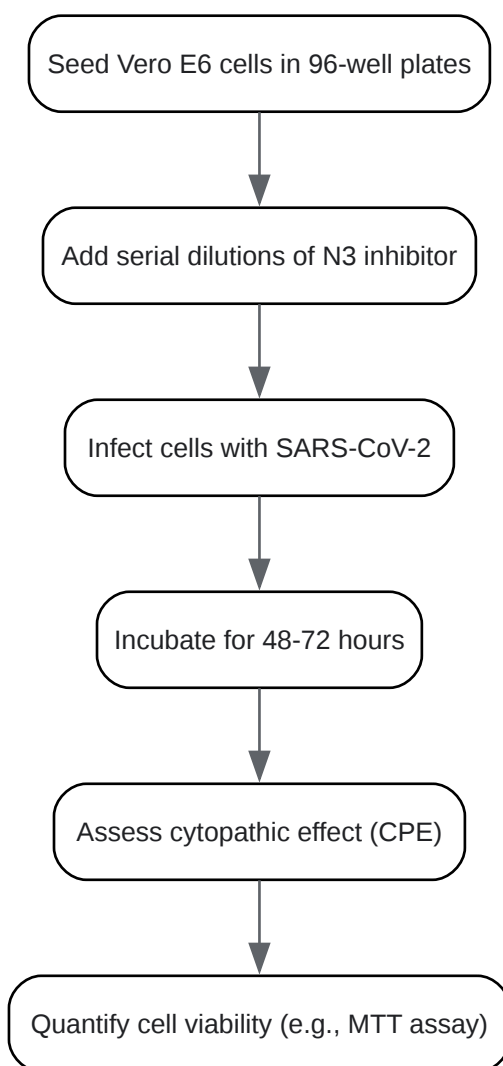 Seed Vero E6 cells in 96-well plates
Add serial dilutions of N3 inhibitor
Infect cells with SARS-CoV-2
Incubate for 48-72 hours
Assess cytopathic effect (CPE)
Quantify cell viability (e.g., MTT assay)